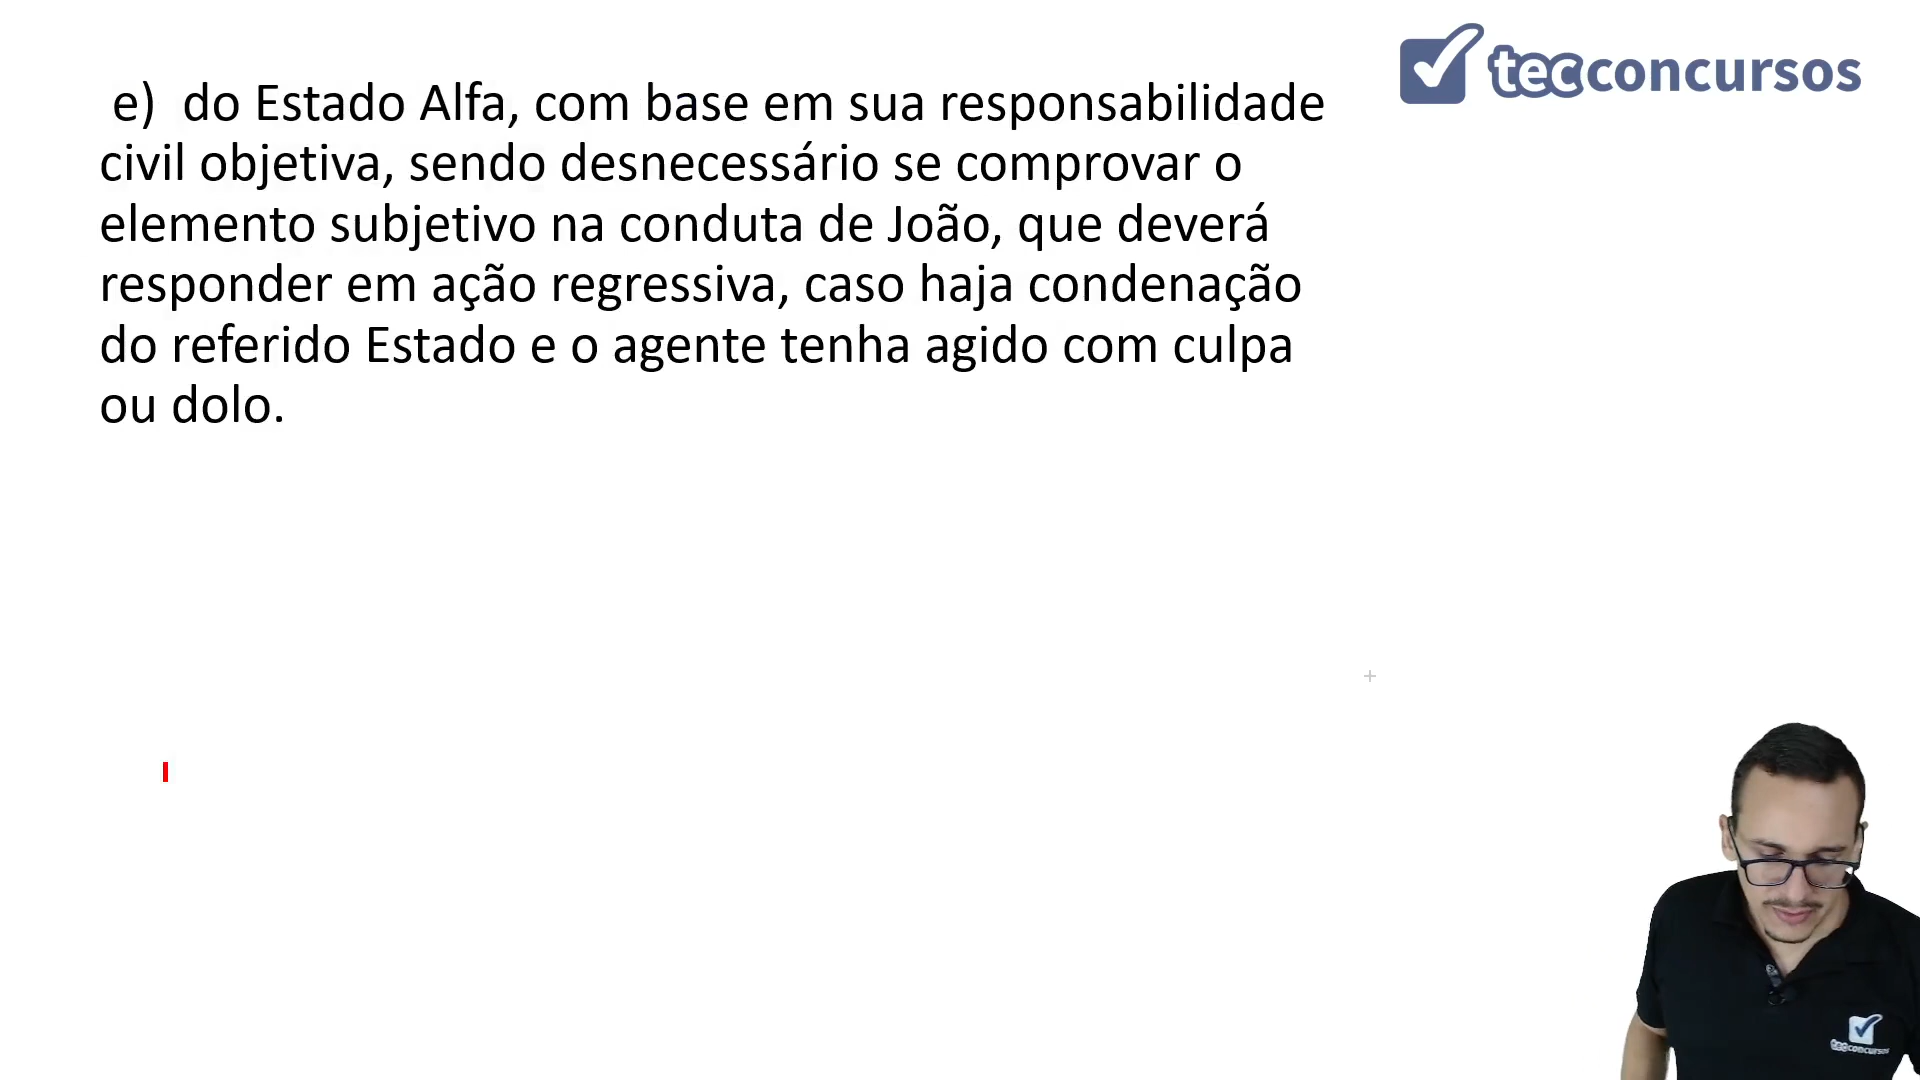 tecconcursos
e) do Estado Alfa, com base em sua responsabilidade
civil objetiva, sendo desnecessário se comprovar o
elemento subjetivo na conduta de João, que deverá
responder em ação regressiva, caso haja condenação
do referido Estado e o agente tenha agido com culpa
ou dolo.
tecconcursos